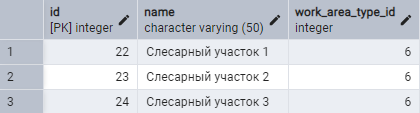 id name work_area_type_id
[PK] integer character varying (50) integer
1 22 Слесарный участок 1 6
2 23 Слесарный участок 2 6
3 24 Слесарный участок 3 6